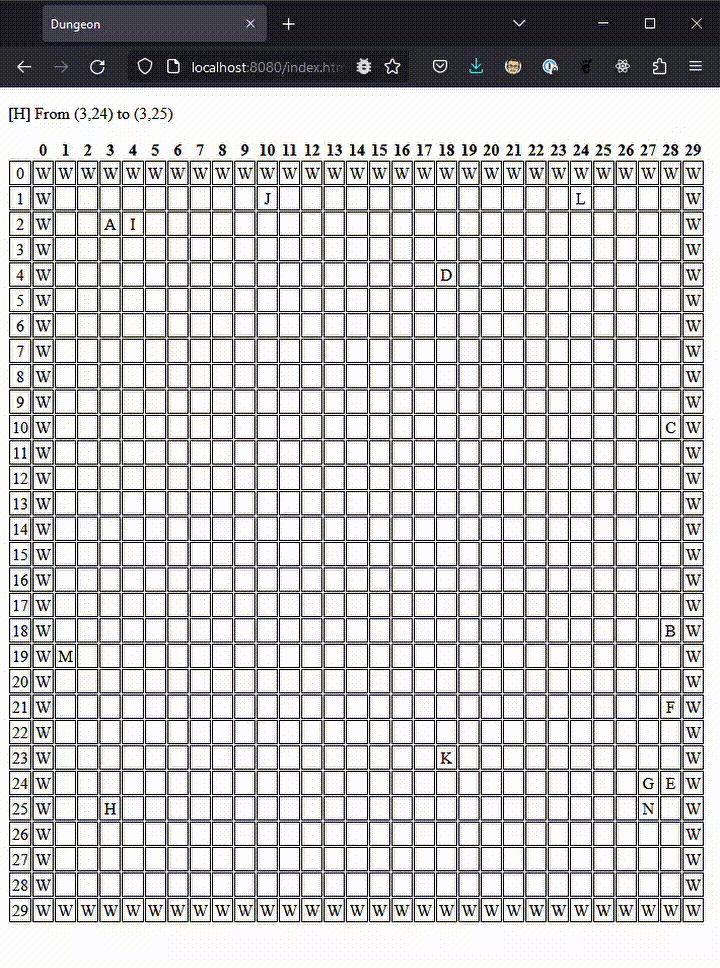 Dungeon
localhost:8080/index.htm
[H] From (3,24) to (3,25)
0 1 2 3 4 5 6 7 8 9 10 11 12 13 14 15 16 17 18 19 20 21 22 23 24 25 26 27 28 29
0 W W W W W W W W W W W W W W W W W W W W W W W W W W W W W W
1 W J L W
2 W A I W
3 W W
4 W D W
5 W W
6 W W
7 W W
8 W W
9 W W
10 W C W
11 W W
12 W W
13 W W
14 W W
15 W W
16 W W
17 W W
18 W B W
19 W M W
20 W W
21 W F W
22 W W
23 W K W
24 W G E W
25 W H N W
26 W W
27 W W
28 W W
29 W W W W W W W W W W W W W W W W W W W W W W W W W W W W W W